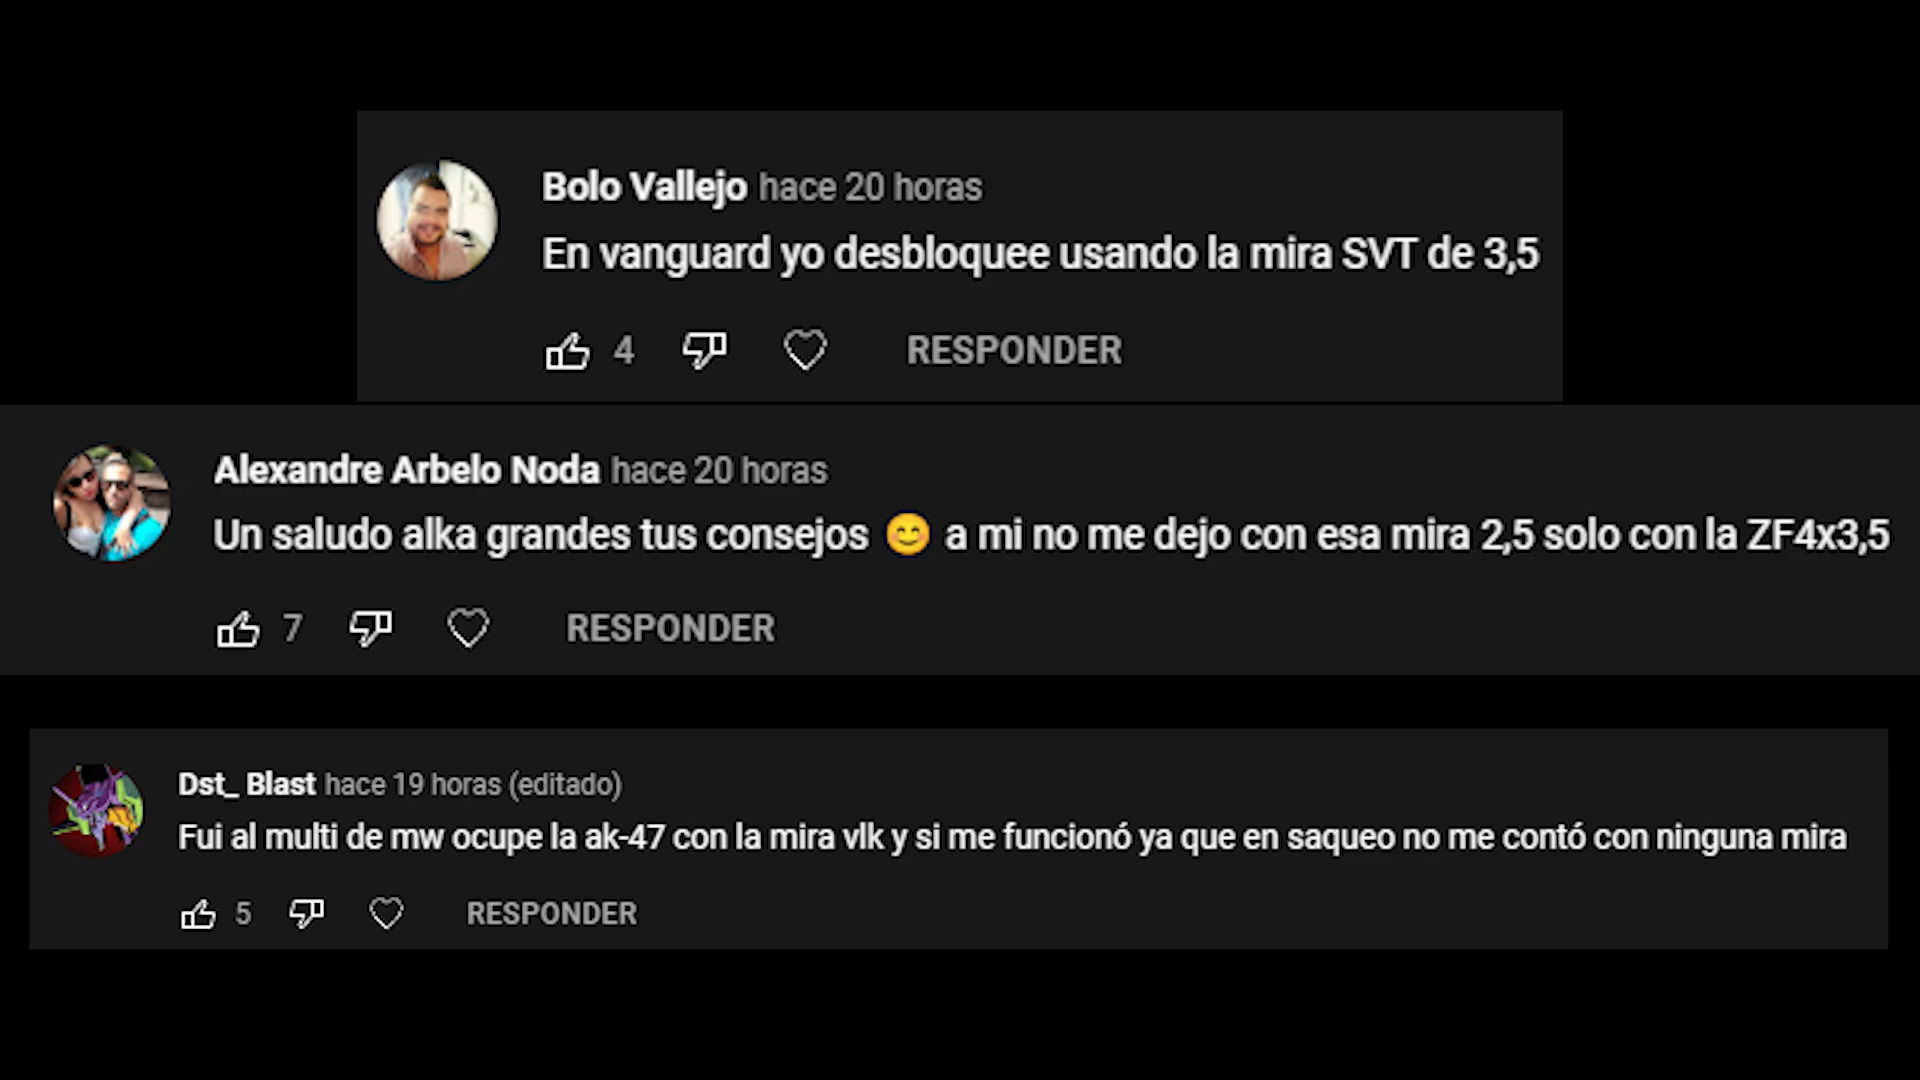 Bolo Vallejo hace 20 horas
En vanguard yo desbloquee usando la mira SVT de 3,5
4 RESPONDER
Alexandre Arbelo Noda hace 20 horas
Un saludo alka grandes tus consejos 😊 a mi no me dejo con esa mira 2,5 solo con la ZF4x3,5
7 RESPONDER
Dst_ Blast hace 19 horas (editado)
Fui al multi de mw ocupe la ak-47 con la mira vlk y si me funcionó ya que en saqueo no me contó con ninguna mira
5 RESPONDER